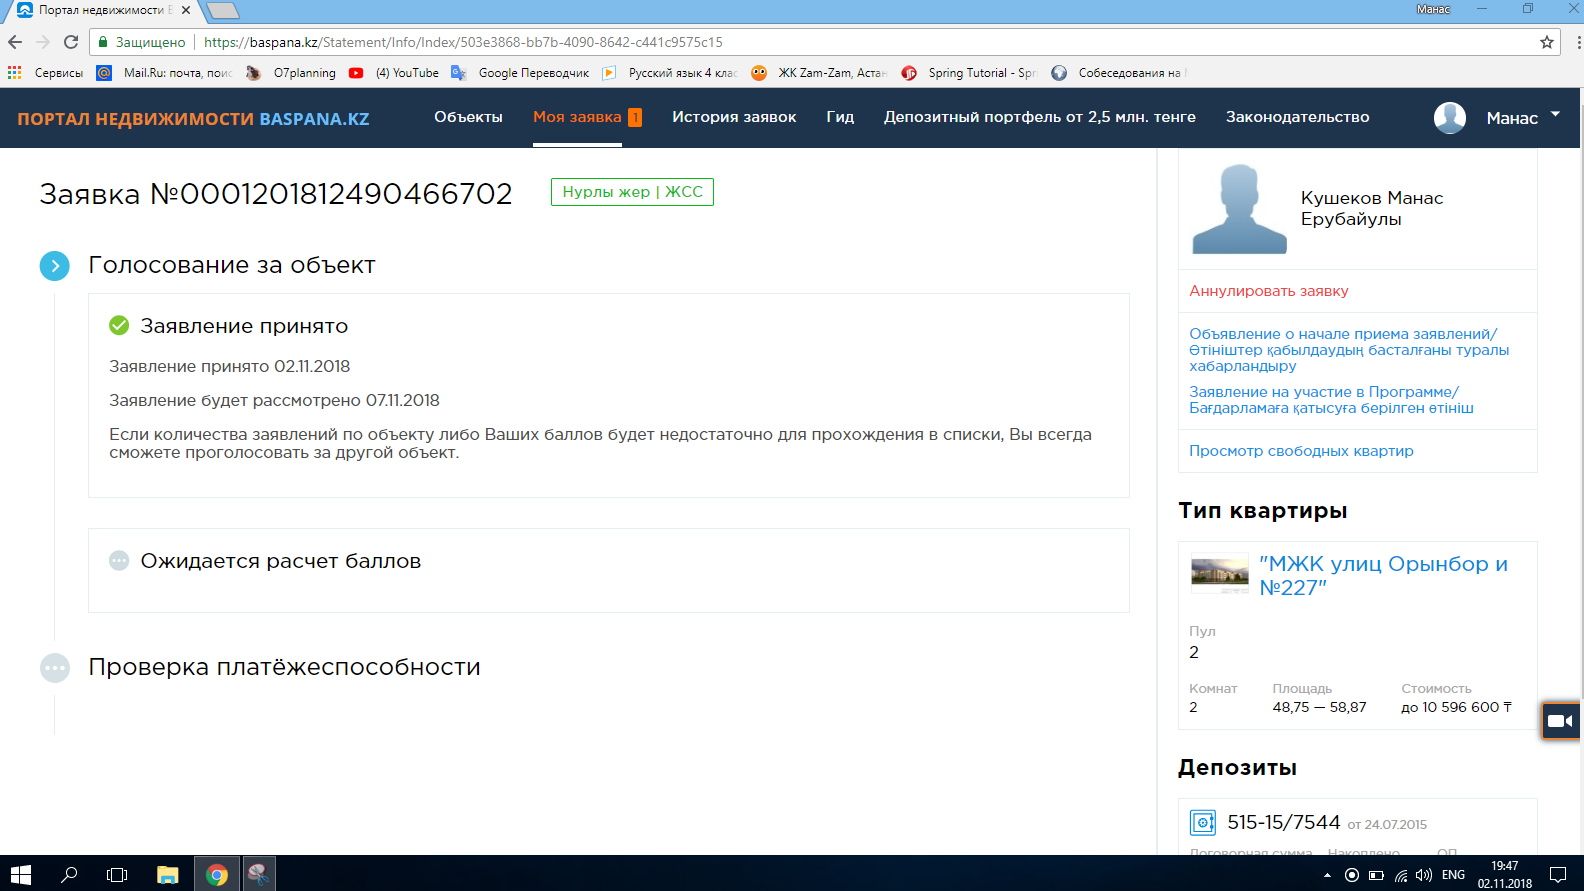 Портал недвижимости B
Манас
Защищено
https://baspana.kz/Statement/Info/Index/503e3868-bb7b-4090-8642-c441c9575c15
Сервисы
Mail.Ru: почта, поис
O7planning
(4) YouTube
Google Переводчик
Русский язык 4 клас
ЖК Zam-Zam, Астан
Spring Tutorial - Spr
Собеседования на
ПОРТАЛ НЕДВИЖИМОСТИ BASPANA.KZ
Объекты
Моя заявка 1
История заявок
Гид
Депозитный портфель от 2,5 млн. тенге
Законодательство
Манас
Заявка №0001201812490466702
Нурлы жер | ЖСС
Голосование за объект
Заявление принято
Заявление принято 02.11.2018
Заявление будет рассмотрено 07.11.2018
Если количества заявлений по объекту либо Ваших баллов будет недостаточно для прохождения в списки, Вы всегда
сможете проголосовать за другой объект.
Ожидается расчет баллов
Проверка платёжеспособности
Кушеков Манас
Ерубайулы
Аннулировать заявку
Объявление о начале приема заявлений/
Өтініштер қабылдаудың басталғаны туралы
хабарландыру
Заявление на участие в Программе/
Бағдарламаға қатысуға берілген өтініш
Просмотр свободных квартир
Тип квартиры
"МЖК улиц Орынбор и
№227"
Пул
2
Комнат Площадь Стоимость
2 48,75 — 58,87 до 10 596 600 ₸
Депозиты
515-15/7544 от 24.07.2015
Договорная сумма Накоплено ОП
ENG
19:47
02.11.2018